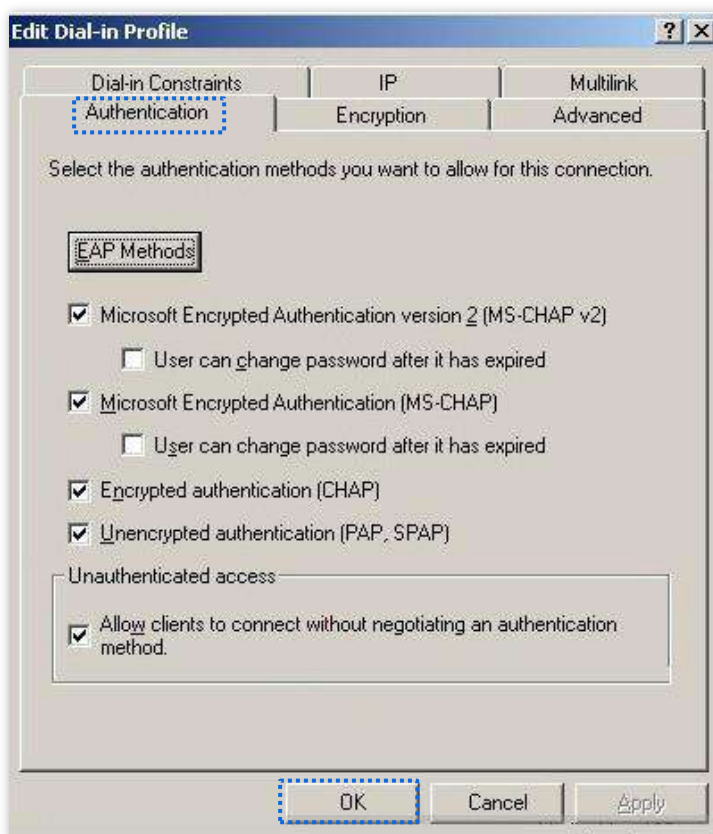 Edit Dial-in Profile
? X
Dial-in Constraints IP Multilink
Authentication Encryption Advanced
Select the authentication methods you want to allow for this connection.
EAP Methods
Microsoft Encrypted Authentication version 2 (MS-CHAP v2)
User can change password after it has expired
Microsoft Encrypted Authentication (MS-CHAP)
User can change password after it has expired
Encrypted authentication (CHAP)
Unencrypted authentication (PAP, SPAP)
Unauthenticated access
Allow clients to connect without negotiating an authentication
method.
OK Cancel Apply